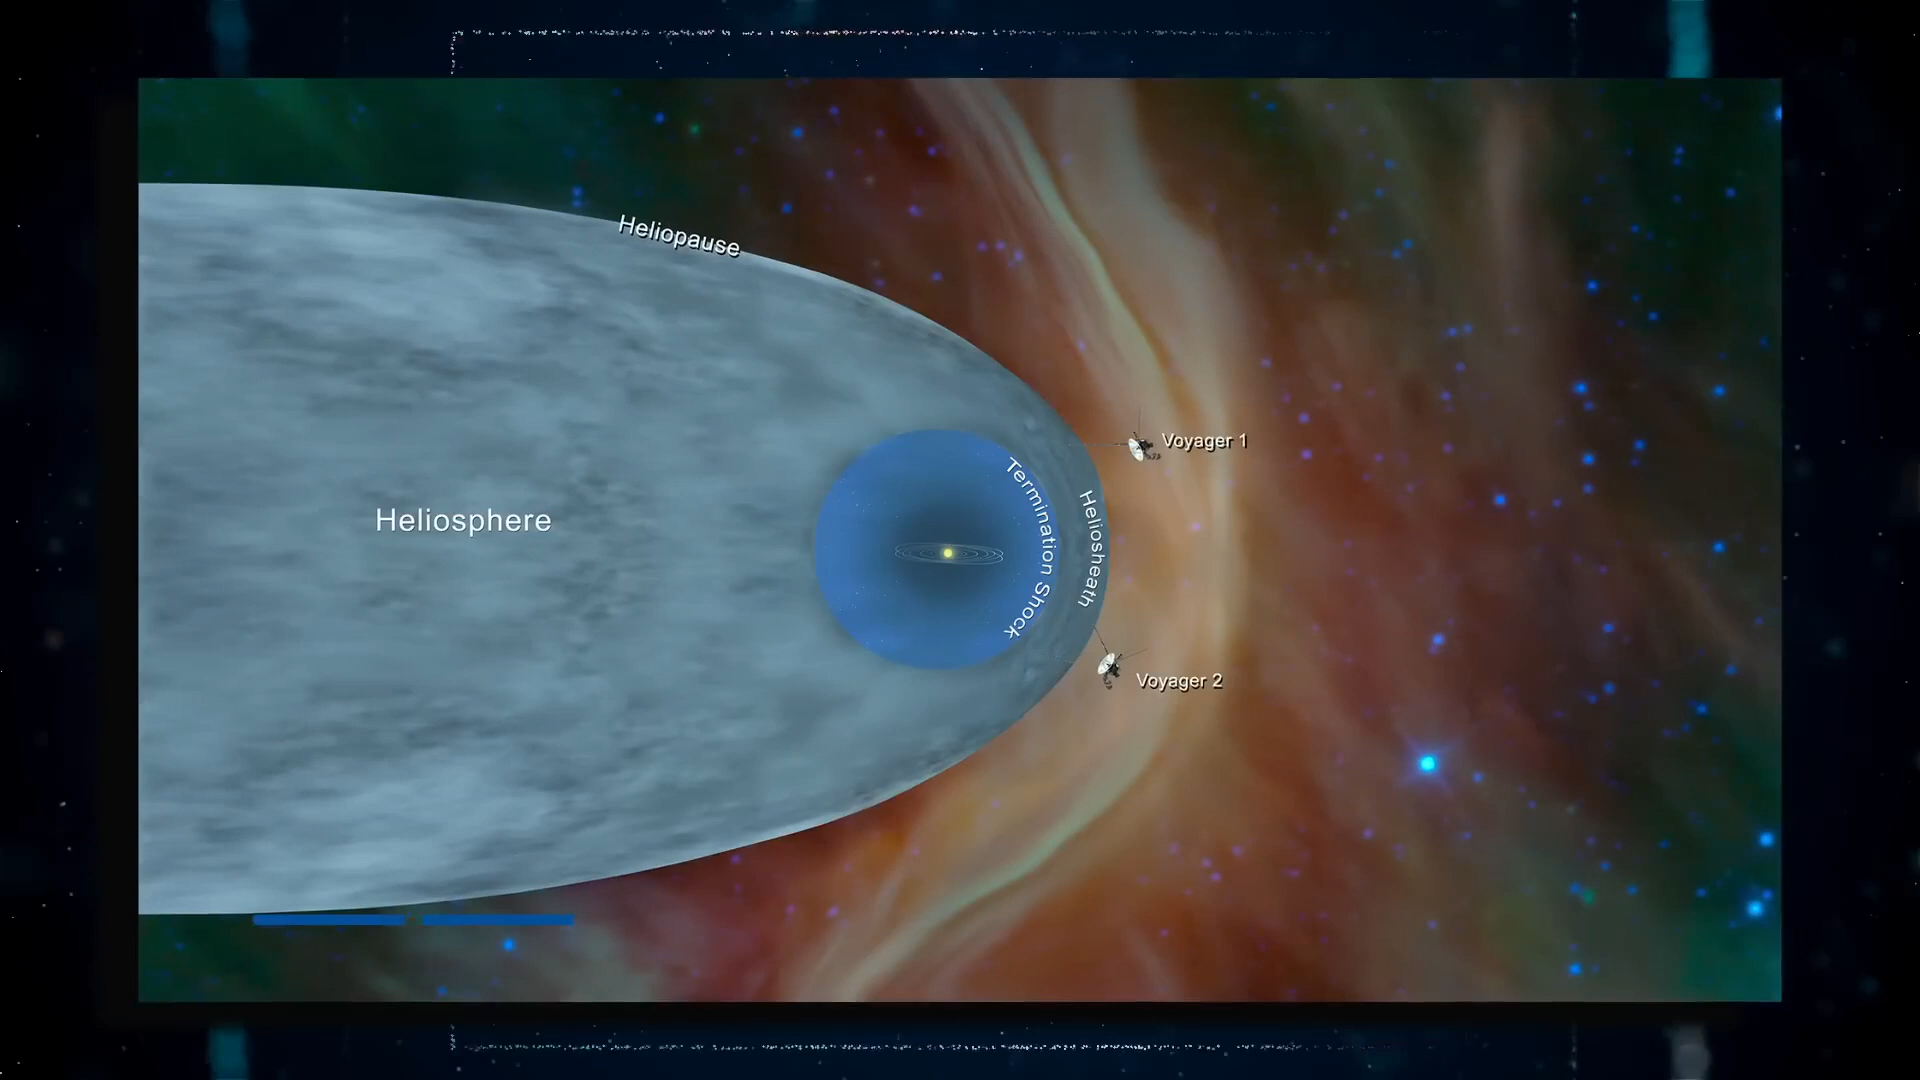 Heliopause
Voyager 1
Termination Shock
Heliosheath
Heliosphere
Voyager 2